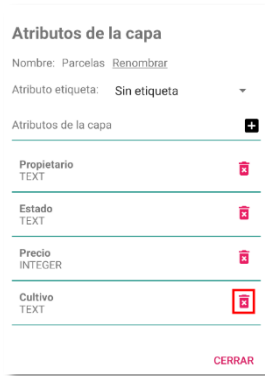 Atributos de la capa
Nombre: Parcelas Renombrar
Atributo etiqueta: Sin etiqueta
Atributos de la capa
Propietario
TEXT
Estado
TEXT
Precio
INTEGER
Cultivo
TEXT
CERRAR